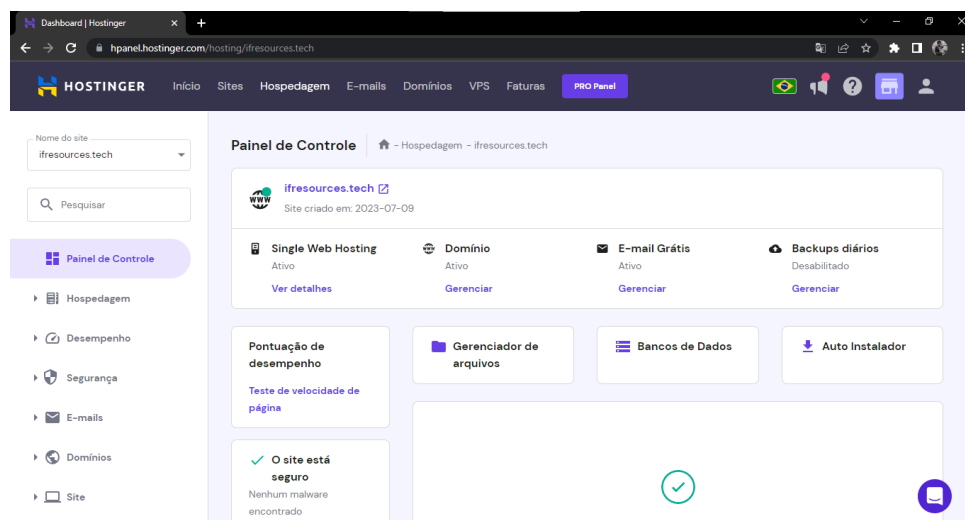 Dashboard | Hostinger
hpanel.hostinger.com/hosting/ifresources.tech
HOSTINGER
Início
Sites
Hospedagem
E-mails
Domínios
VPS
Faturas
PRO Panel
Nome do site
ifresources.tech
Pesquisar
Painel de Controle
Hospedagem
Desempenho
Segurança
E-mails
Domínios
Site
Painel de Controle
- Hospedagem - ifresources.tech
www
ifresources.tech
Site criado em: 2023-07-09
Single Web Hosting
Ativo
Ver detalhes
www
Domínio
Ativo
Gerenciar
E-mail Grátis
Ativo
Gerenciar
Backups diários
Desabilitado
Gerenciar
Pontuação de
desempenho
Teste de velocidade de
página
Gerenciador de
arquivos
Bancos de Dados
Auto Instalador
O site está
seguro
Nenhum malware
encontrado